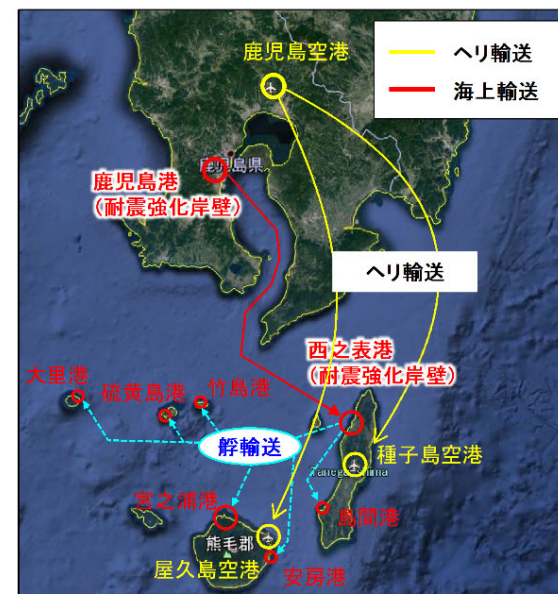 鹿児島空港
ヘリ輸送
海上輸送
鹿児島県
鹿児島港
(耐震強化岸壁)
ヘリ輸送
西之表港
(耐震強化岸壁)
大里港
硫黄島港
竹島港
艀輸送
種子島空港
宮之浦港
島間港
熊毛郡
屋久島空港
安房港